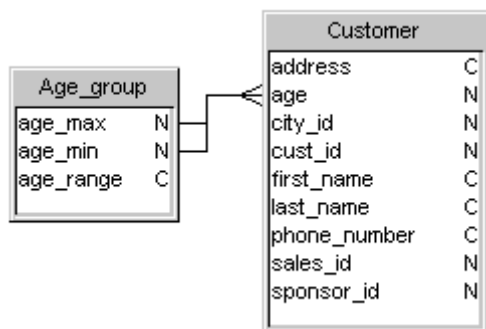 Age_group
age_max N
age_min N
age_range C
Customer
address C
age N
city_id N
cust_id N
first_name C
last_name C
phone_number C
sales_id N
sponsor_id N